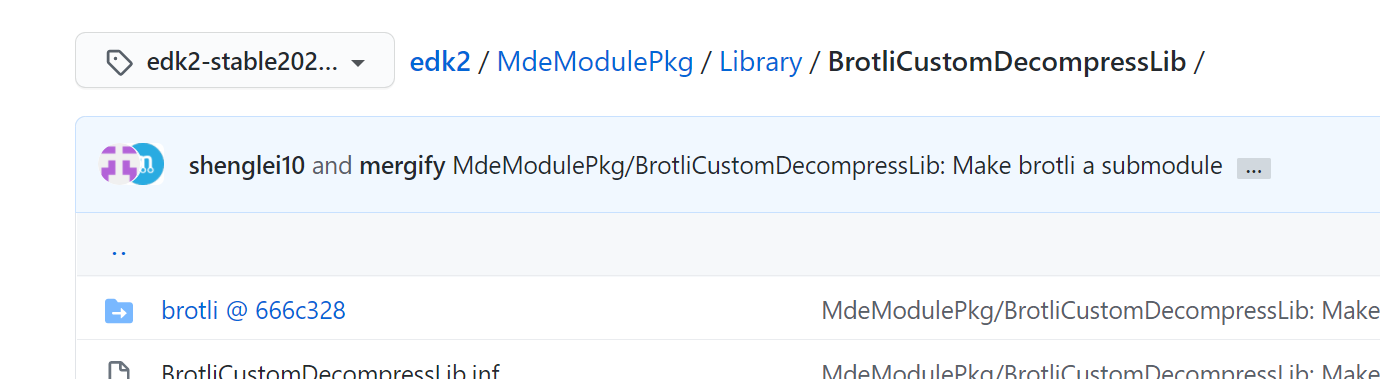 edk2-stable202... edk2 / MdeModulePkg / Library / BrotliCustomDecompressLib /
shenglei10 and mergify MdeModulePkg/BrotliCustomDecompressLib: Make brotli a submodule ...
..
brotli @ 666c328 MdeModulePkg/BrotliCustomDecompressLib: Make
BrotliCustomDecompressLib.inf MdeModulePkg/BrotliCustomDecompressLib: Make